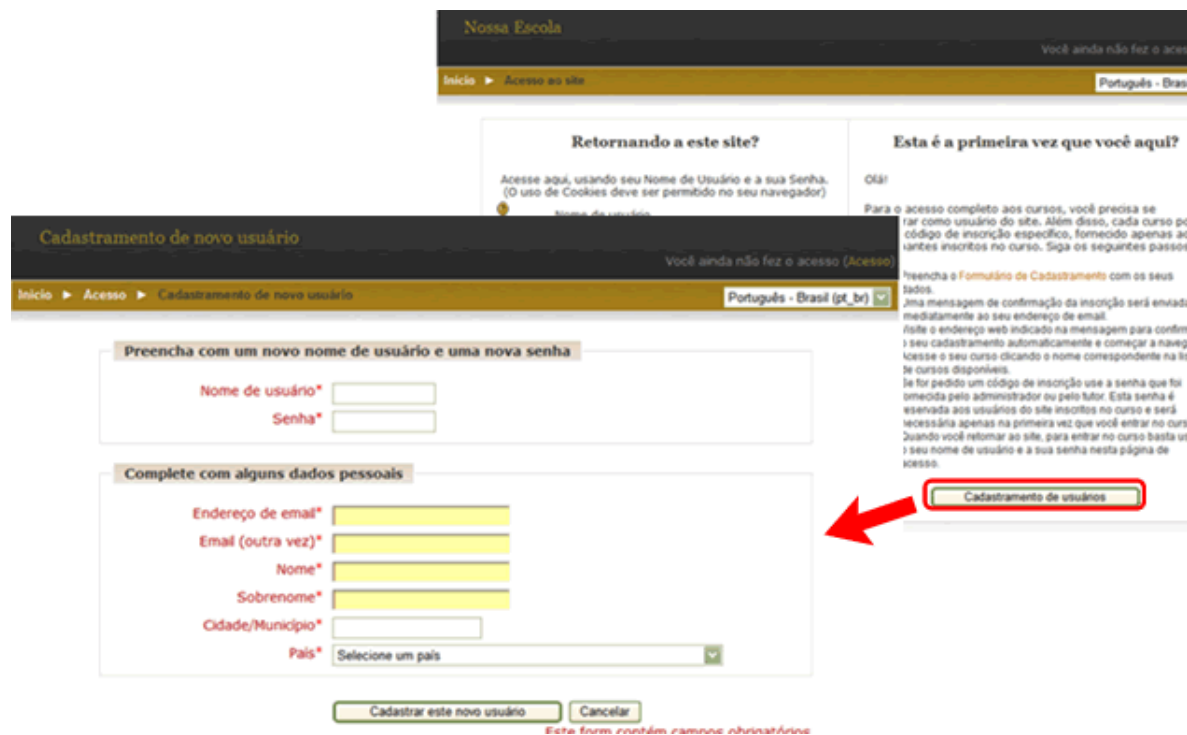 Nossa Escola
Você ainda não fez o
Início ► Acesso ao site
Português - Bras
Retornando a este site?
Acesse aqui, usando seu Nome de Usuário e a sua Senha.
(O uso de Cookies deve ser permitido no seu navegador)
Nome de usuário
Esta é a primeira vez que você aqui?
Olá!
Para o acesso completo aos cursos, você precisa se
rar como usuário do site. Além disso, cada curso
código de inscrição específico, fornecido apenas
antes inscritos no curso. Siga os seguintes passos
Preencha o Formulário de Cadastramento com os seus
dados.
Uma mensagem de confirmação da inscrição será enviada
imediatamente ao seu endereço de email.
Visite o endereço web indicado na mensagem para confirm
o seu cadastramento automaticamente e começar a naveg
Acesse o seu curso clicando o nome correspondente na
de cursos disponíveis.
Se for pedido um código de inscrição use a senha que foi
fornecida pelo administrador ou pelo tutor. Esta senha é
reservada aos usuários do site inscritos no curso e será
necessária apenas na primeira vez que você entrar no curs
Quando você retornar ao site, para entrar no curso basta
o seu nome de usuário e a sua senha nesta página de
acesso.
Cadastramento de usuários
Cadastramento de novo usuário
Você ainda não fez o acesso (Acesso)
Início ► Acesso ► Cadastramento de novo usuário
Português - Brasil (pt_br)
Preencha com um novo nome de usuário e uma nova senha
Nome de usuário*
Senha*
Complete com alguns dados pessoais
Endereço de email*
Email (outra vez)*
Nome*
Sobrenome*
Cidade/Município*
País* Selecione um país
Cadastrar este novo usuário Cancelar
Este form contém campos obrigatórios